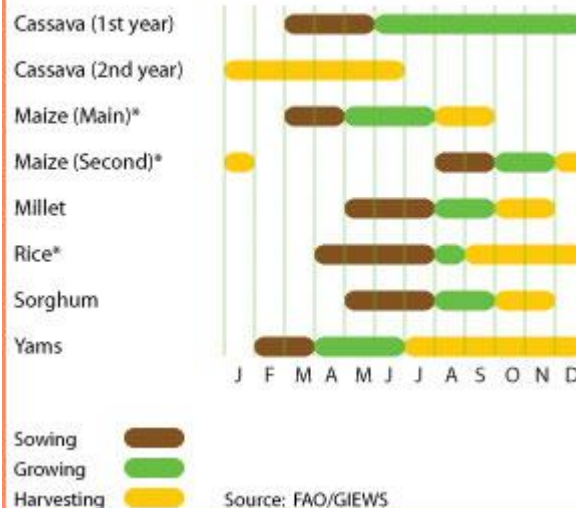 Cassava (1st year)
Cassava (2nd year)
Maize (Main)*
Maize (Second)*
Millet
Rice*
Sorghum
Yams
J F M A M J J A S O N D
Sowing
Growing
Harvesting
Source: FAO/GIEWS